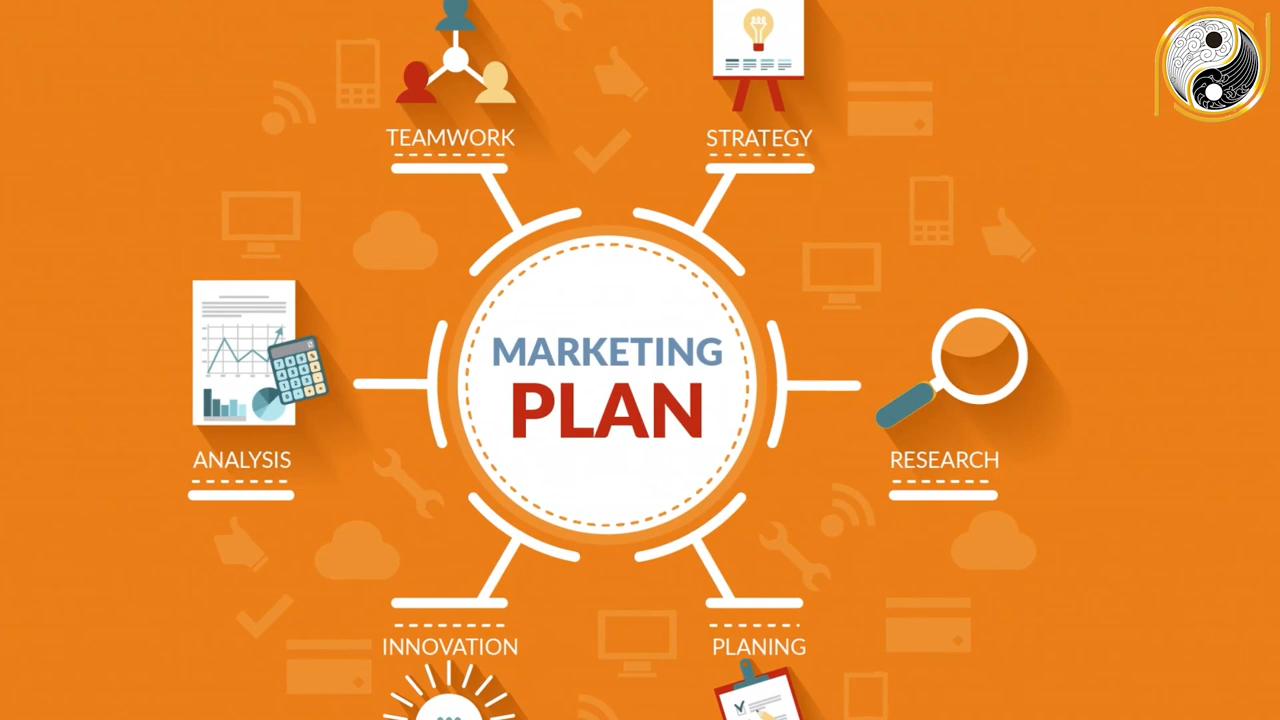 TEAMWORK
STRATEGY
MARKETING
PLAN
ANALYSIS
RESEARCH
INNOVATION
PLANING